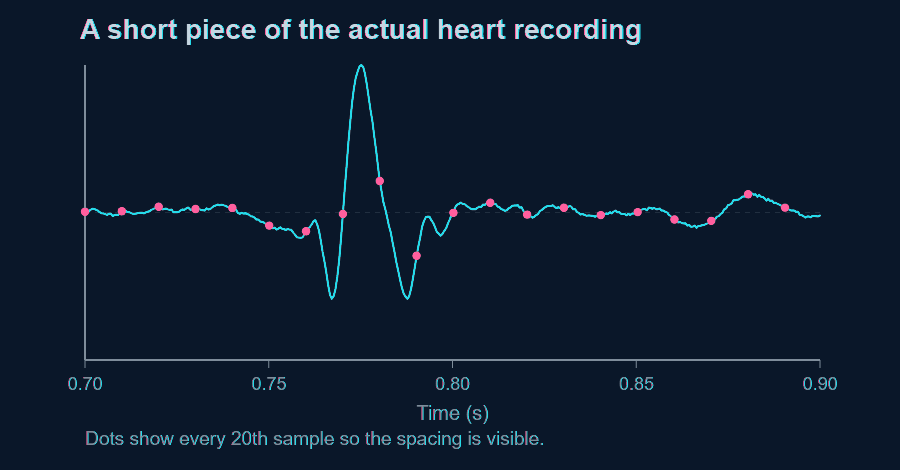 A short piece of the actual heart recording
0.70 0.75 0.80 0.85 0.90
Time (s)
Dots show every 20th sample so the spacing is visible.